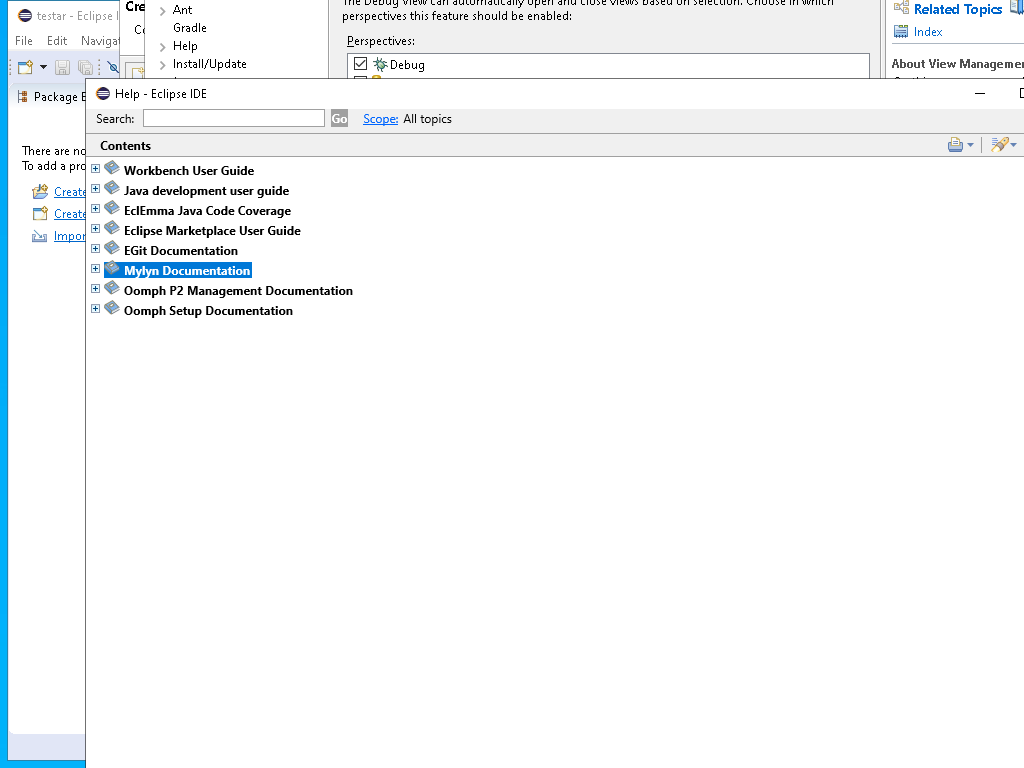 testar - Eclipse I
File Edit Navigat
Package E
There are no
To add a pro
Create
Create
Impor
Cre
Ant
Gradle
Help
Install/Update
The Debug View can automatically open and close views based on selection. Choose in which
perspectives this feature should be enabled:
Perspectives:
Debug
Related Topics
Index
About View Manageme
Help - Eclipse IDE
Search:
Go
Scope: All topics
Contents
Workbench User Guide
Java development user guide
EclEmma Java Code Coverage
Eclipse Marketplace User Guide
EGit Documentation
Mylyn Documentation
Oomph P2 Management Documentation
Oomph Setup Documentation